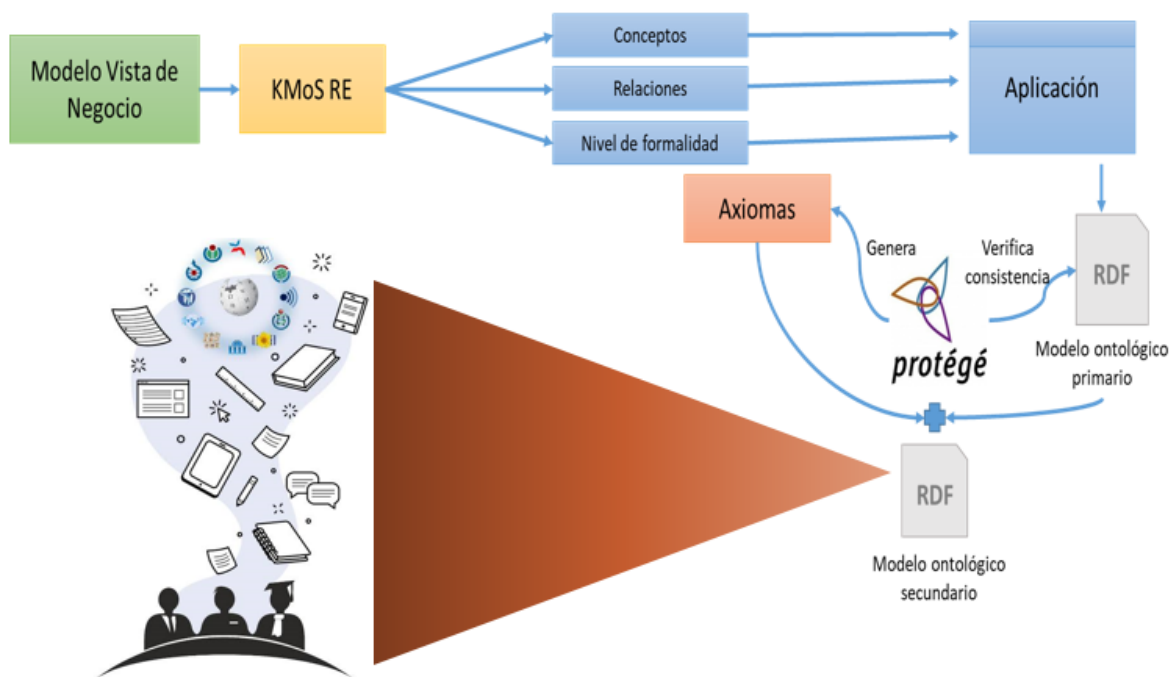 Modelo Vista de
Negocio
KMoS RE
Conceptos
Relaciones
Nivel de formalidad
Aplicación
Axiomas
Genera
Verifica
consistencia
RDF
protégé
Modelo ontológico
primario
RDF
Modelo ontológico
secundario